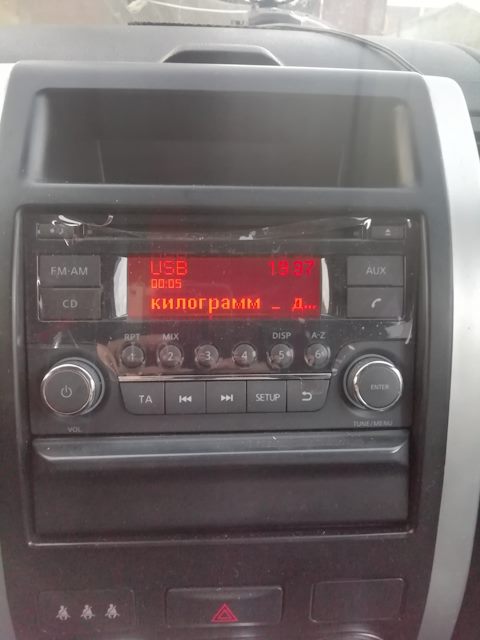 FM·AM
CD
USB 15:37
00:05
килограмм _ д...
AUX
RPT MIX DISP A-Z
1 2 3 4 5 6
TA SETUP
VOL
ENTER
TUNE/MENU